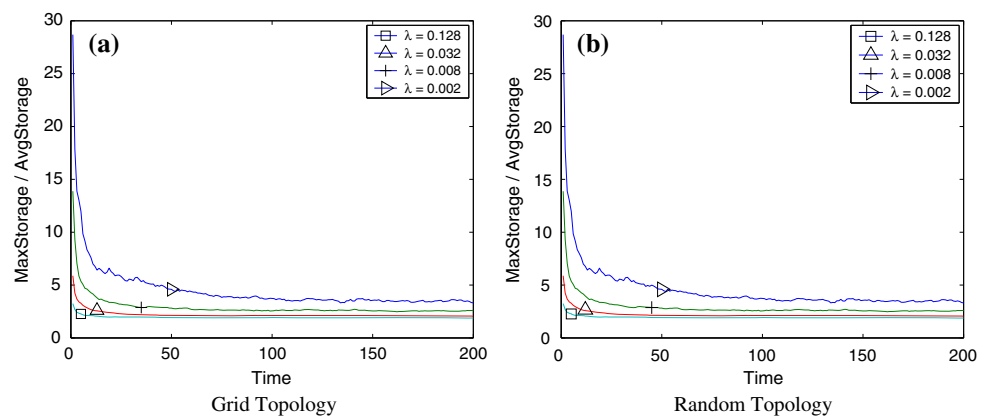 (a)
λ = 0.128
λ = 0.032
λ = 0.008
λ = 0.002
MaxStorage / AvgStorage
30
25
20
15
10
5
0
0 50 100 150 200
Time
Grid Topology
(b)
λ = 0.128
λ = 0.032
λ = 0.008
λ = 0.002
MaxStorage / AvgStorage
30
25
20
15
10
5
0
0 50 100 150 200
Time
Random Topology